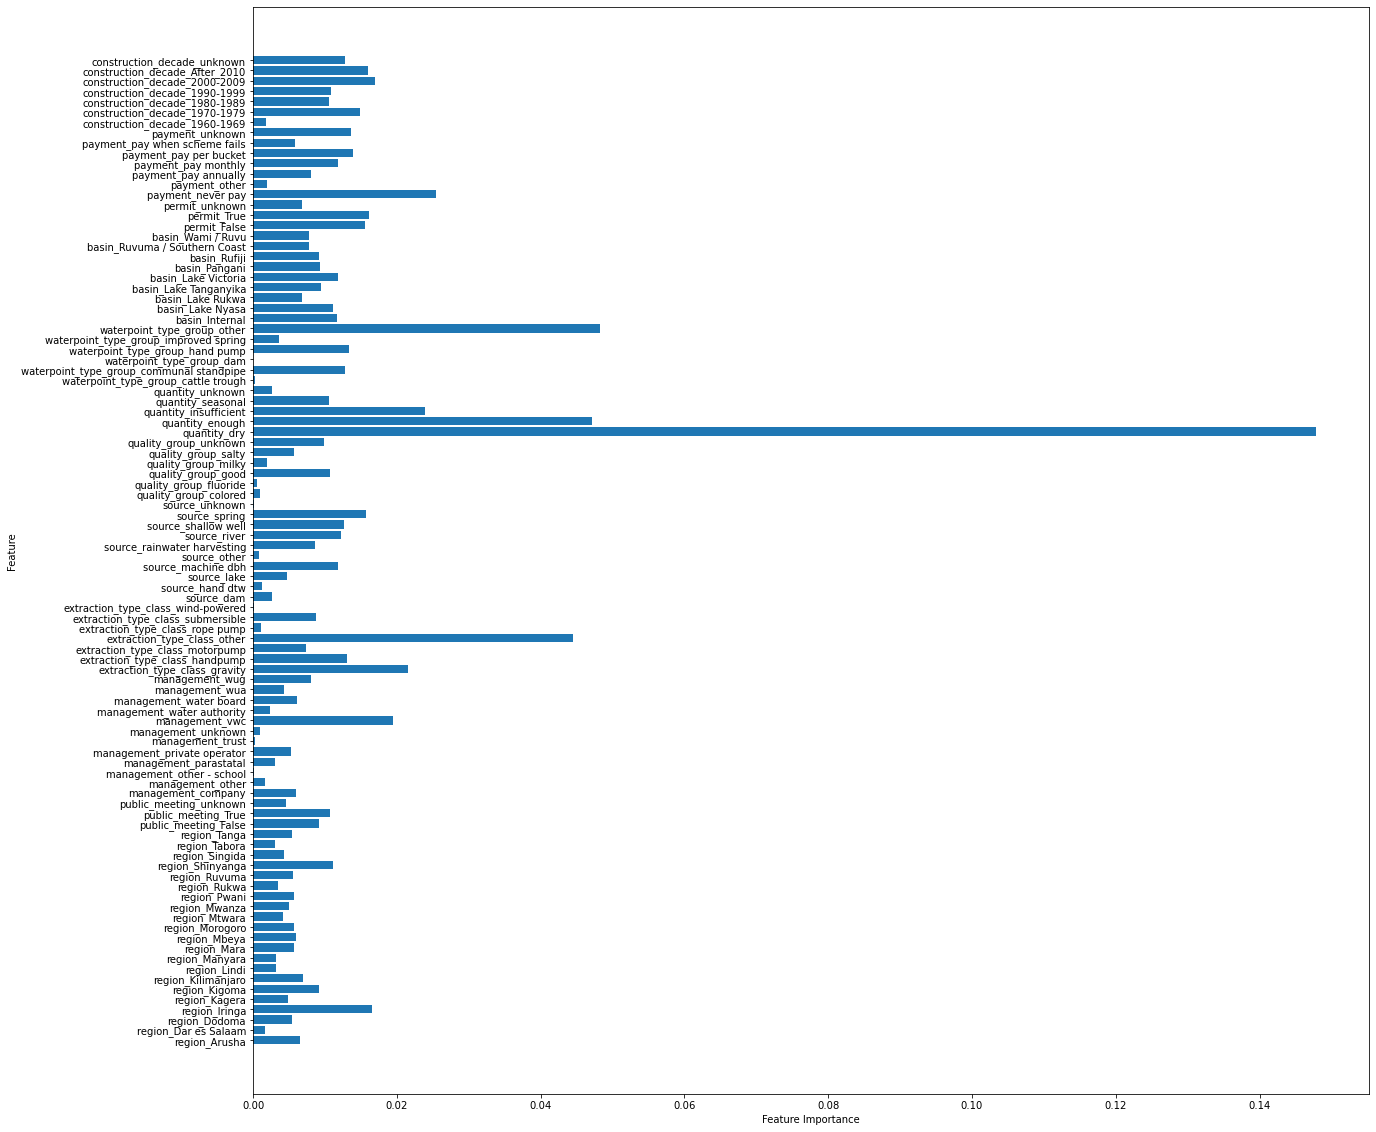 construction_decade_unknown
construction_decade_After_2010
construction_decade_2000-2009
construction_decade_1990-1999
construction_decade_1980-1989
construction_decade_1970-1979
construction_decade_1960-1969
payment_unknown
payment_pay when scheme fails
payment_pay per bucket
payment_pay monthly
payment_pay annually
payment_other
payment_never pay
permit_unknown
permit_True
permit_False
basin_Wami / Ruvu
basin_Ruvuma / Southern Coast
basin_Rufiji
basin_Pangani
basin_Lake Victoria
basin_Lake Tanganyika
basin_Lake Rukwa
basin_Lake Nyasa
basin_Internal
waterpoint_type_group_other
waterpoint_type_group_improved spring
waterpoint_type_group_hand pump
waterpoint_type_group_dam
waterpoint_type_group_communal standpipe
waterpoint_type_group_cattle trough
quantity_unknown
quantity_seasonal
quantity_insufficient
quantity_enough
quantity_dry
quality_group_unknown
quality_group_salty
quality_group_milky
quality_group_good
quality_group_fluoride
quality_group_colored
source_unknown
source_spring
source_shallow well
source_river
source_rainwater harvesting
source_other
source_machine dbh
source_lake
source_hand dtw
source_dam
extraction_type_class_wind-powered
extraction_type_class_submersible
extraction_type_class_rope pump
extraction_type_class_other
extraction_type_class_motorpump
extraction_type_class_handpump
extraction_type_class_gravity
management_wug
management_wua
management_water board
management_water authority
management_vwc
management_unknown
management_trust
management_private operator
management_parastatal
management_other - school
management_other
management_company
public_meeting_unknown
public_meeting_True
public_meeting_False
region_Tanga
region_Tabora
region_Singida
region_Shinyanga
region_Ruvuma
region_Rukwa
region_Pwani
region_Mwanza
region_Mtwara
region_Morogoro
region_Mbeya
region_Mara
region_Manyara
region_Lindi
region_Kilimanjaro
region_Kigoma
region_Kagera
region_Iringa
region_Dodoma
region_Dar es Salaam
region_Arusha
Feature
0.00 0.02 0.04 0.06 0.08 0.10 0.12 0.14
Feature Importance